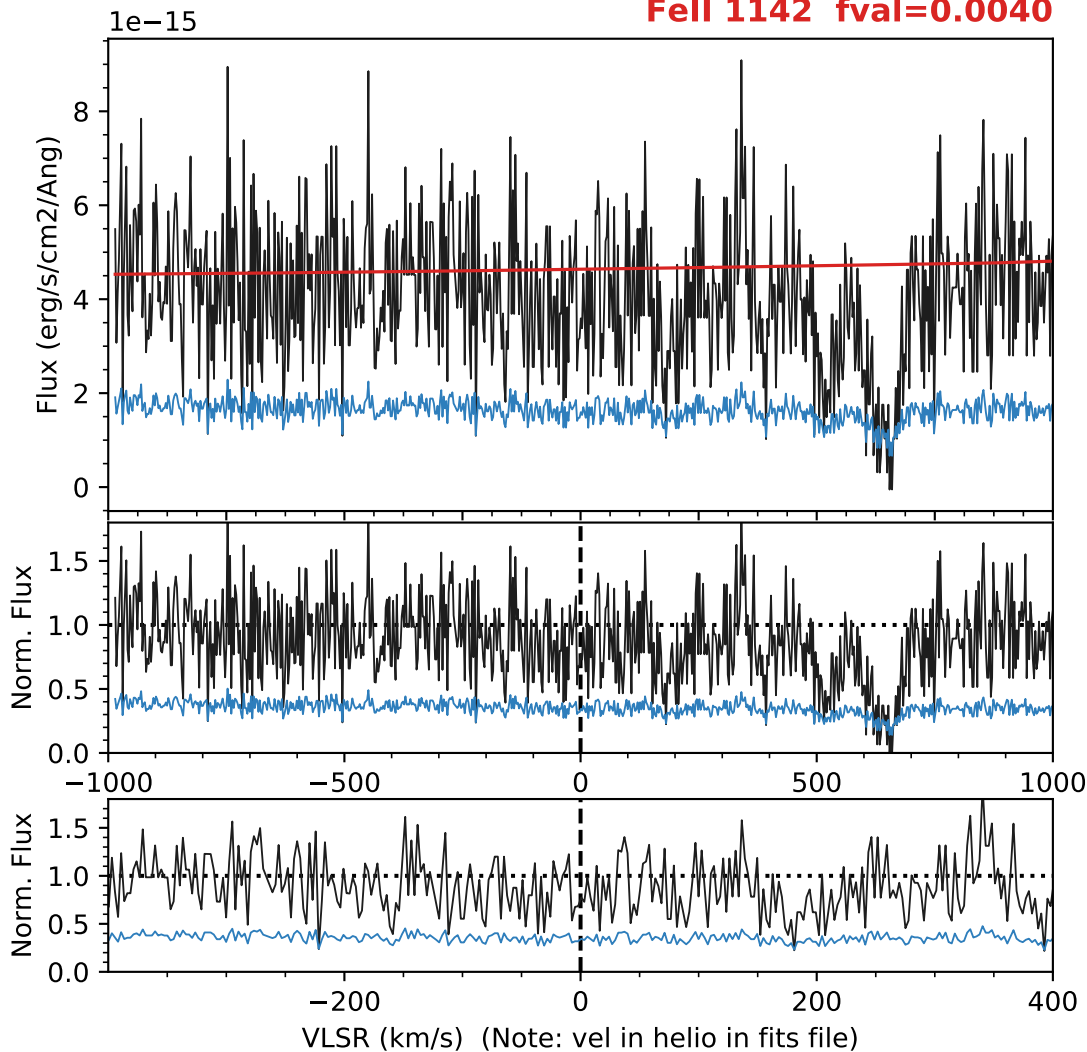 FeII 1142  fval=0.0040
1e−15
8
6
4
2
0
Flux (erg/s/cm2/Ang)
1.5
1.0
0.5
0.0
Norm. Flux
−1000 −500 0 500 1000
1.5
1.0
0.5
0.0
Norm. Flux
−200 0 200 400
VLSR (km/s)  (Note: vel in helio in fits file)